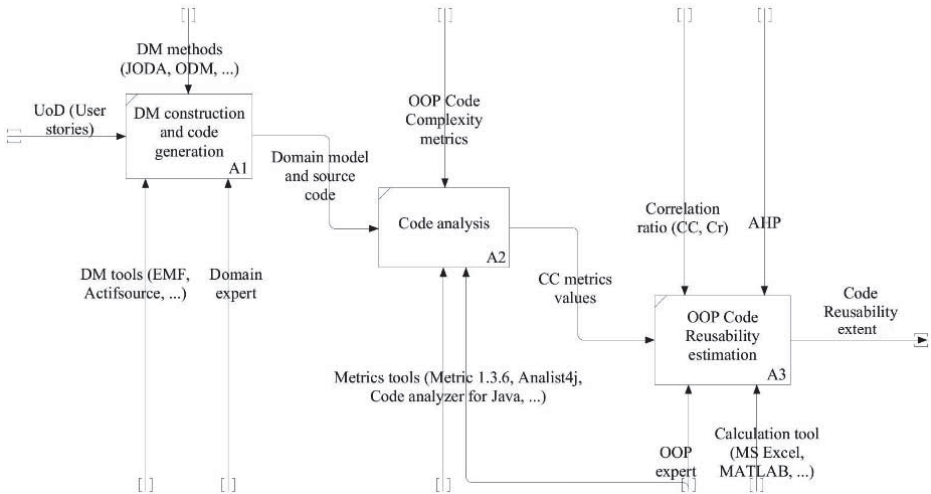 DM methods
(JODA, ODM, ...)
UoD (User
stories)
DM construction
and code
generation
A1
OOP Code
Complexity
metrics
Domain model
and source
code
Code analysis
A2
Correlation
ratio (CC, Cr)
AHP
DM tools (EMF,
Actifsource, ...)
Domain
expert
CC metrics
values
OOP Code
Reusability
estimation
A3
Code
Reusability
extent
Metrics tools (Metric 1.3.6, Analist4j,
Code analyzer for Java, ...)
OOP
expert
Calculation tool
(MS Excel,
MATLAB, ...)